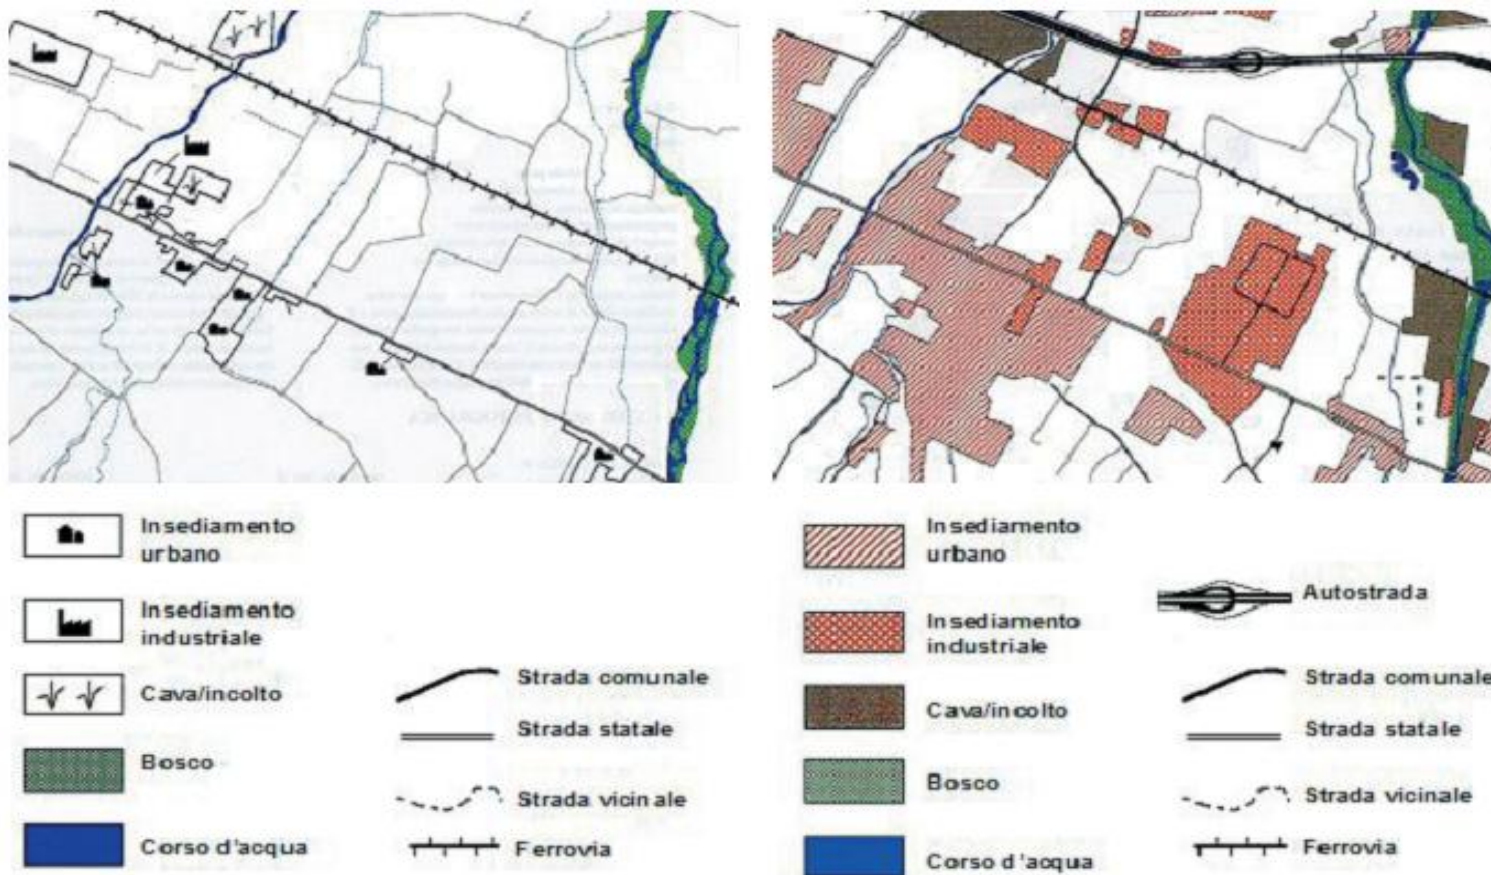 Insediamento
urbano
Insediamento
industriale
Cava/incolto
Bosco
Corso d'acqua
Strada comunale
Strada statale
Strada vicinale
Ferrovia
Insediamento
urbano
Insediamento
industriale
Cava/incolto
Bosco
Corso d'acqua
Autostrada
Strada comunale
Strada statale
Strada vicinale
Ferrovia